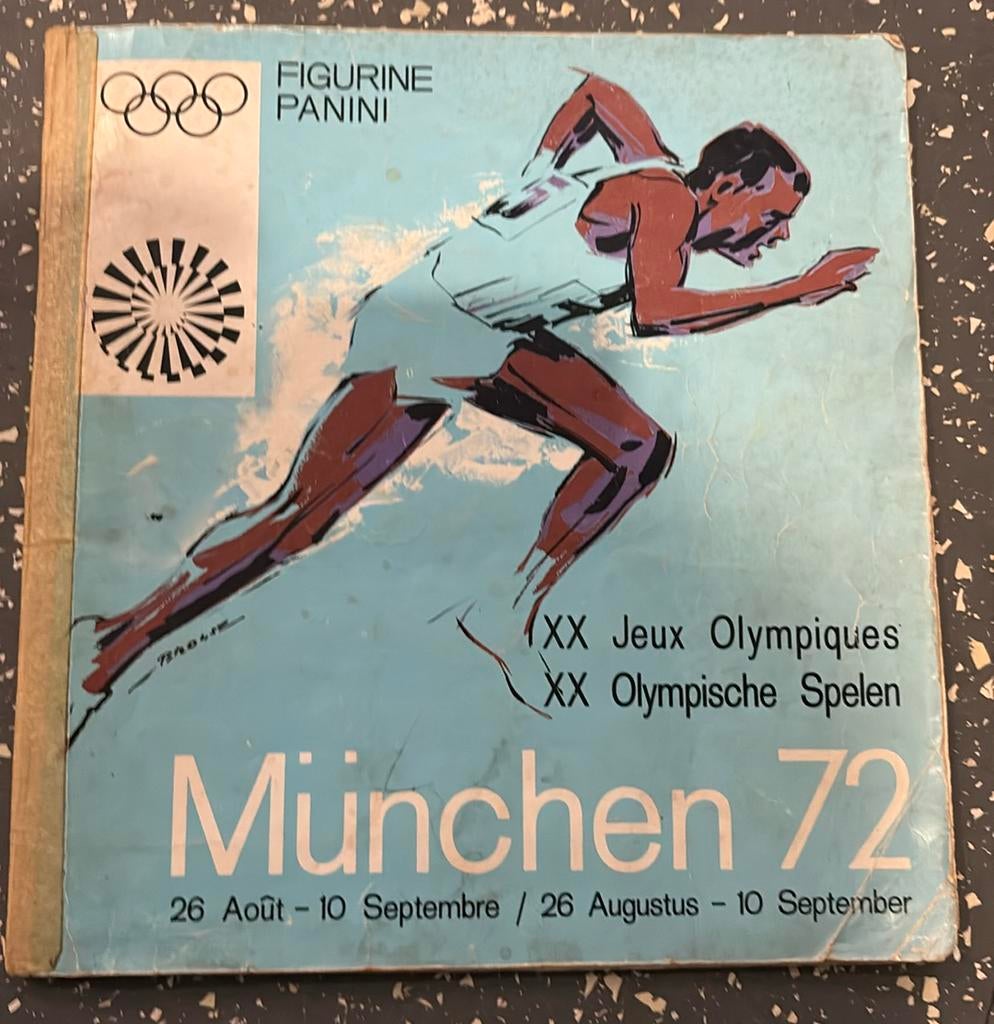 FIGURINE
PANINI
XX Jeux Olympiques
XX Olympische Spelen
München 72
26 Août - 10 Septembre / 26 Augustus - 10 September